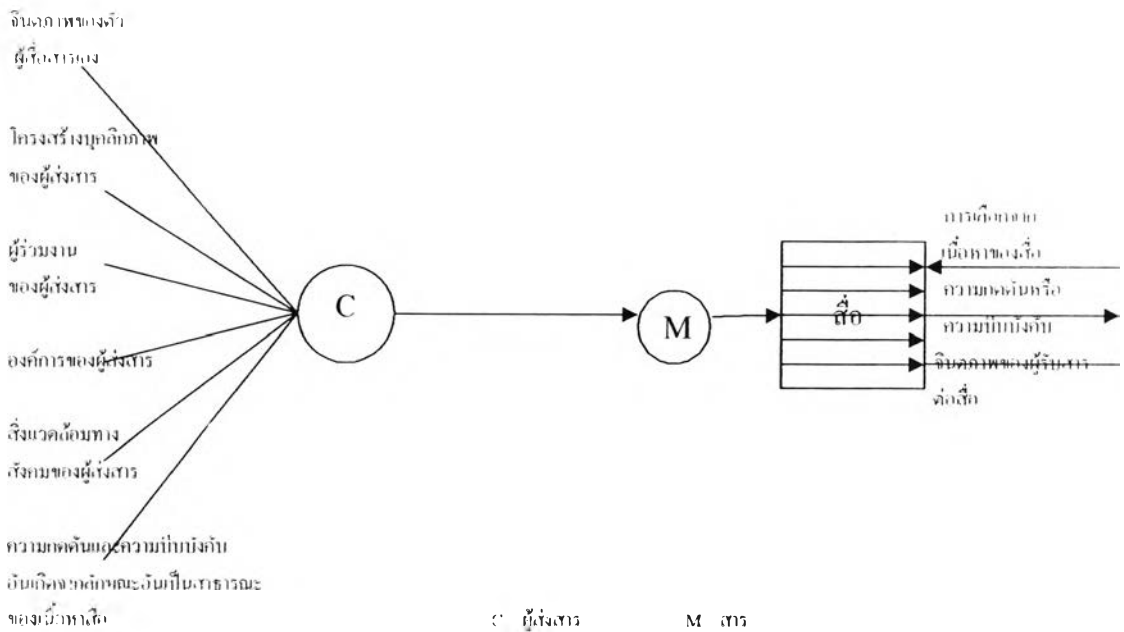 จินตภาพของตัว
ผู้สื่อสารเอง
โครงสร้างบุคลิกภาพ
ของผู้ส่งสาร
ผู้ร่วมงาน
ของผู้ส่งสาร
องค์การของผู้ส่งสาร
สิ่งแวดล้อมทาง
สังคมของผู้ส่งสาร
ความกดดันและความบีบบังคับ
อันเกิดจากลักษณะอันเป็นสาธารณะ
ของเนื้อหาสื่อ
C
M
สื่อ
การเลือกจาก
เนื้อหาของสื่อ
ความกดดันหรือ
ความบีบบังคับ
จินตภาพของผู้รับสาร
ต่อสื่อ
C ผู้ส่งสาร M สาร